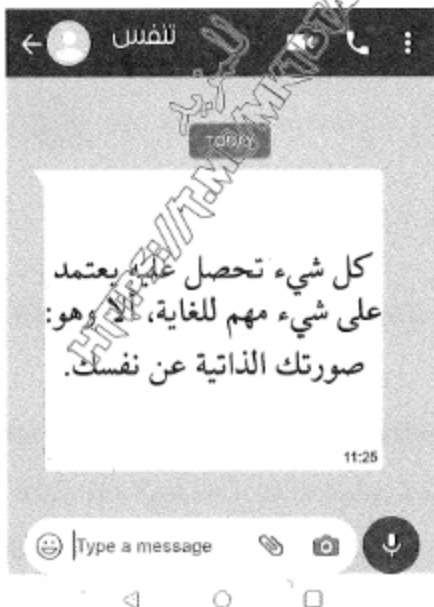 تنفس
TODAY
كل شيء تحصل عليه يعتمد
على شيء مهم للغاية، ألا وهو:
صورتك الذاتية عن نفسك.
11:25
Type a message